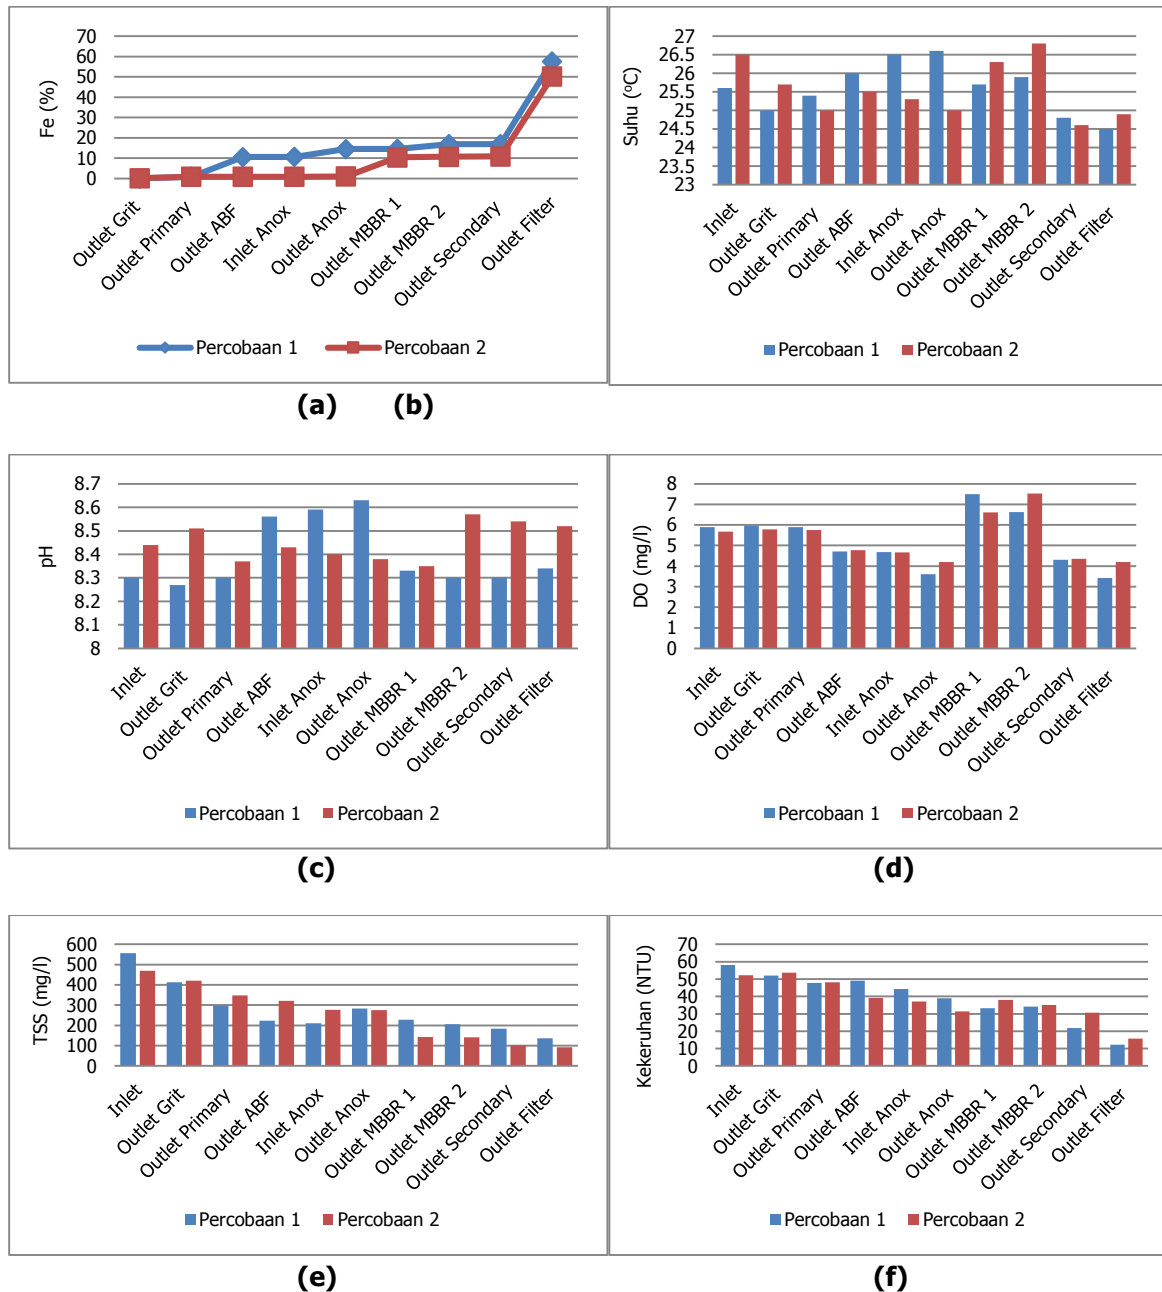 70
60
50
40
30
20
10
0
Fe (%)
Outlet Grit
Outlet Primary
Outlet ABF
Inlet Anox
Outlet Anox
Outlet MBBR 1
Outlet MBBR 2
Outlet Secondary
Outlet Filter
Percobaan 1 Percobaan 2
27
26.5
26
25.5
25
24.5
24
23.5
23
Suhu (ºC)
Inlet
Outlet Grit
Outlet Primary
Outlet ABF
Inlet Anox
Outlet Anox
Outlet MBBR 1
Outlet MBBR 2
Outlet Secondary
Outlet Filter
Percobaan 1 Percobaan 2
(a) (b)
8.7
8.6
8.5
8.4
8.3
8.2
8.1
8
pH
Inlet
Outlet Grit
Outlet Primary
Outlet ABF
Inlet Anox
Outlet Anox
Outlet MBBR 1
Outlet MBBR 2
Outlet Secondary
Outlet Filter
Percobaan 1 Percobaan 2
8
7
6
5
4
3
2
1
0
DO (mg/l)
Inlet
Outlet Grit
Outlet Primary
Outlet ABF
Inlet Anox
Outlet Anox
Outlet MBBR 1
Outlet MBBR 2
Outlet Secondary
Outlet Filter
Percobaan 1 Percobaan 2
(c) (d)
600
500
400
300
200
100
0
TSS (mg/l)
Inlet
Outlet Grit
Outlet Primary
Outlet ABF
Inlet Anox
Outlet Anox
Outlet MBBR 1
Outlet MBBR 2
Outlet Secondary
Outlet Filter
Percobaan 1 Percobaan 2
70
60
50
40
30
20
10
0
Kekeruhan (NTU)
Inlet
Outlet Grit
Outlet Primary
Outlet ABF
Inlet Anox
Outlet Anox
Outlet MBBR 1
Outlet MBBR 2
Outlet Secondary
Outlet Filter
Percobaan 1 Percobaan 2
(e) (f)